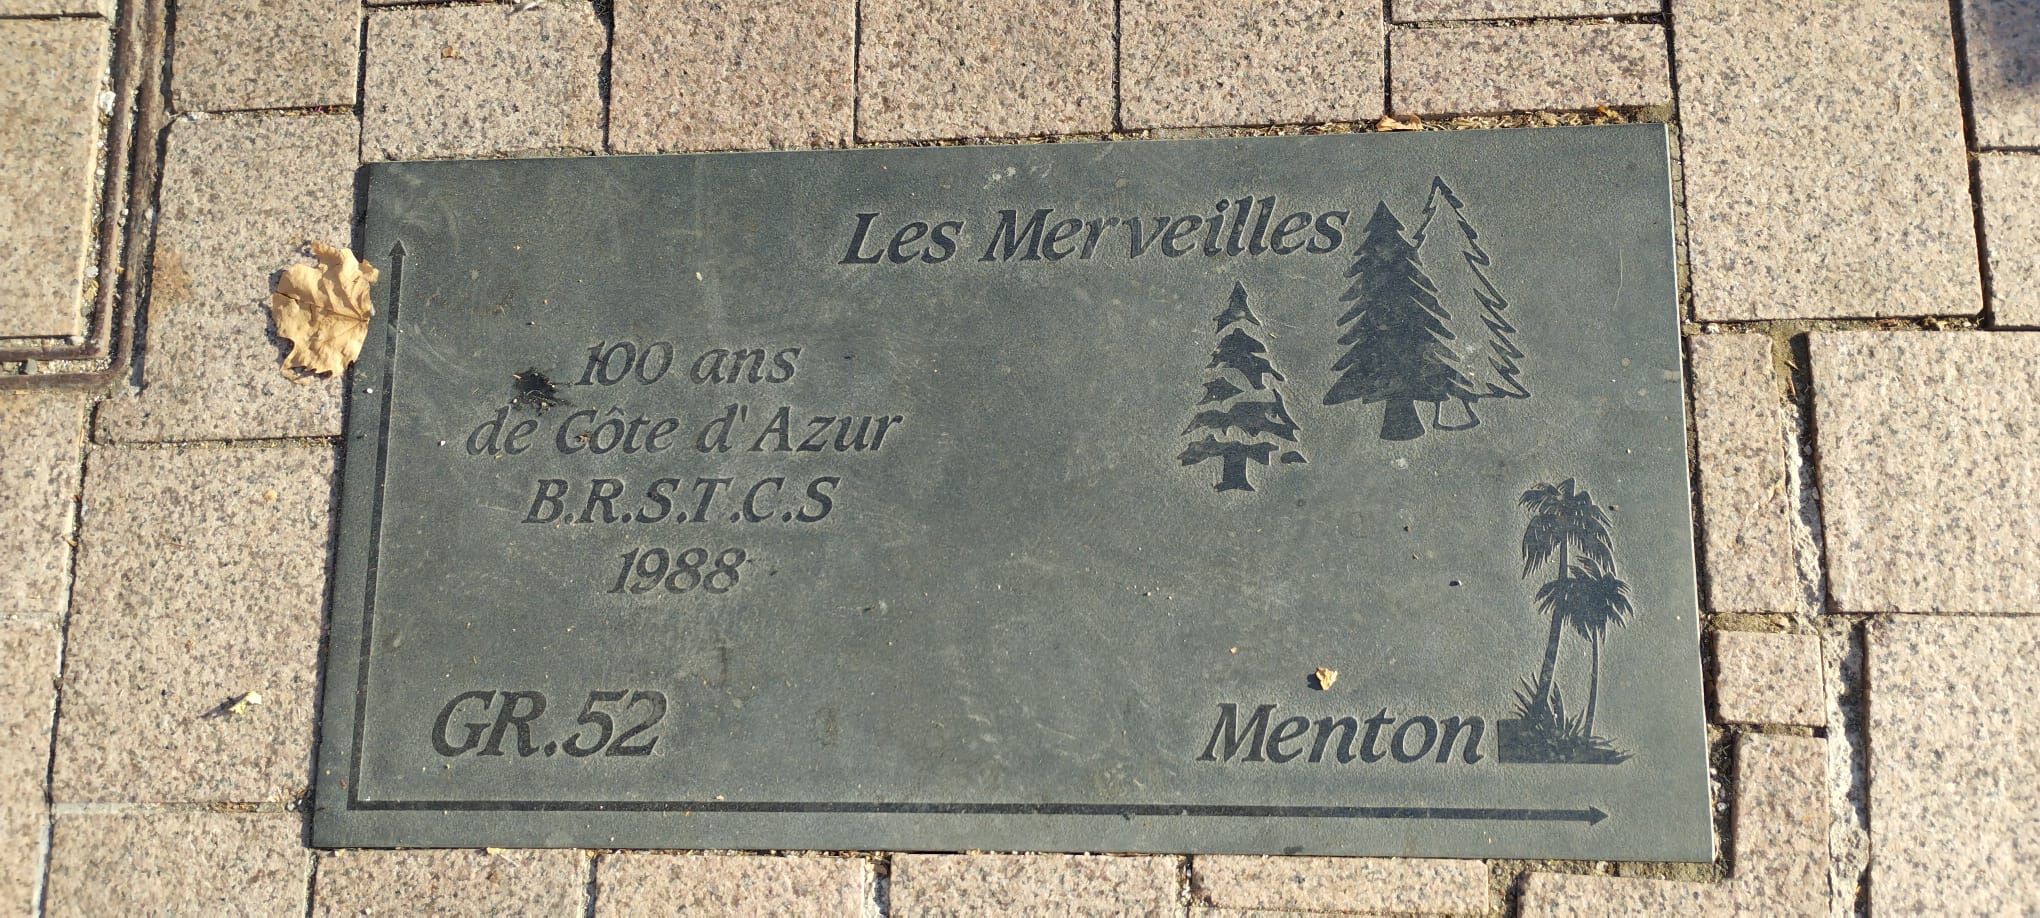 Les Merveilles
100 ans
de Côte d'Azur
B.R.S.T.C.S
1988
GR.52
Menton